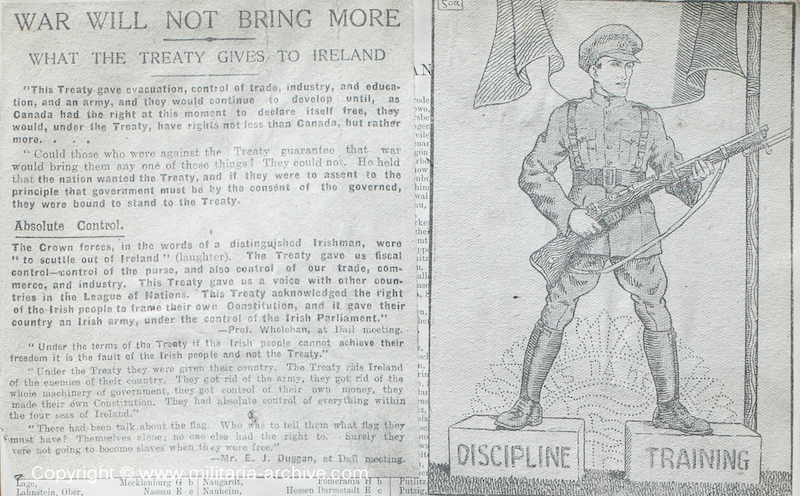 WAR WILL NOT BRING MORE
WHAT THE TREATY GIVES TO IRELAND
"This Treaty gave evacuation, control of trade, industry, and educa-
tion, and an army, and they would continue to develop until, as
Canada had the right at this moment to declare itself free, they
would, under the Treaty, have rights not less than Canada, but rather
more. . . .
"Could those who were against the Treaty guarantee that war
would bring them any one of those things? They could not. He held
that the nation wanted the Treaty, and if they were to assent to the
principle that government must be by the consent of the governed,
they were bound to stand to the Treaty.
Absolute Control.
The Crown forces, in the words of a distinguished Irishman, were
"to scuttle out of Ireland" (laughter). The Treaty gave us fiscal
control—control of the purse, and also control of our trade, com-
merce, and industry. This Treaty gave us a voice with other coun-
tries in the League of Nations. This Treaty acknowledged the right
of the Irish people to frame their own Constitution, and it gave their
country an Irish army, under the control of the Irish Parliament."
—Prof. Whelehan, at Dail meeting.
"Under the terms of the Treaty if the Irish people cannot achieve their
freedom it is the fault of the Irish people and not the Treaty."
"Under the Treaty they were given their country. The Treaty rids Ireland
of the enemies of their country. They got rid of the army, they got rid of the
whole machinery of government, they got control of their own money, they
made their own Constitution. They had absolute control of everything within
the four seas of Ireland."
"There had been talk about the flag. Who was to tell them what flag they
must have? Themselves alone; no one else had the right to. Surely they
were not going to become slaves when they were free."
—Mr. E. J. Duggan, at Dail meeting.
Copyright © www.militaria-archive.com
Lage, Mecklenburg G b Naugardt, Pomerania H b
Lahnstein, Ober, Nassau E c Nauheim, Hessen Darmstadt E c Putzig,
50A
DISCIPLINE
TRAINING